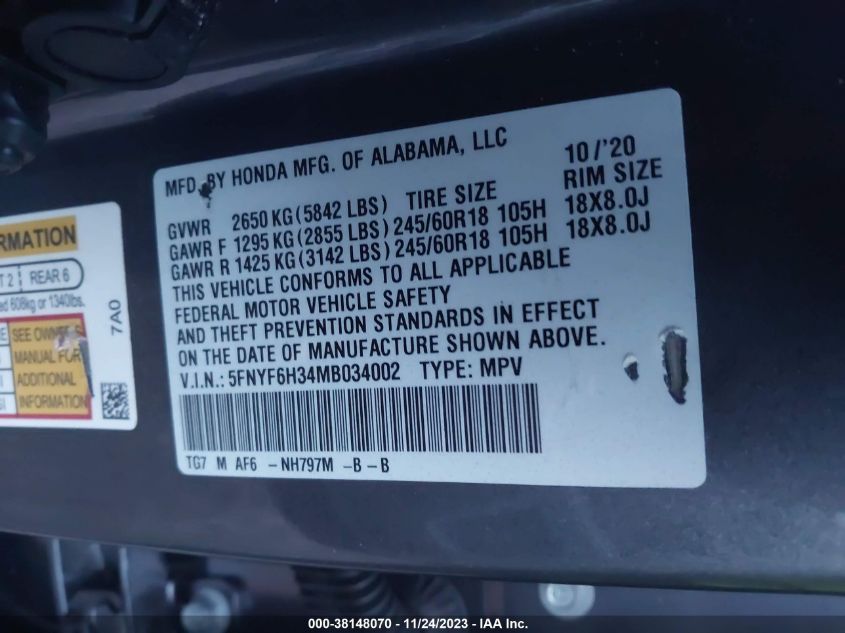 MFD. BY HONDA MFG. OF ALABAMA, LLC 10/'20
GVWR 2650 KG (5842 LBS) TIRE SIZE RIM SIZE
GAWR F 1295 KG (2855 LBS) 245/60R18 105H 18X8.0J
GAWR R 1425 KG (3142 LBS) 245/60R18 105H 18X8.0J
THIS VEHICLE CONFORMS TO ALL APPLICABLE
FEDERAL MOTOR VEHICLE SAFETY
AND THEFT PREVENTION STANDARDS IN EFFECT
ON THE DATE OF MANUFACTURE SHOWN ABOVE.
V.I.N.: 5FNYF6H34MB034002 TYPE: MPV
TG7 M AF6 -NH797M -B-B
2 REAR 6
608kg or 1340lbs.
SEE OWNER'S
MANUAL FOR
ADDITIONAL
INFORMATION
7A0
000-38148070 - 11/24/2023 - IAA Inc.